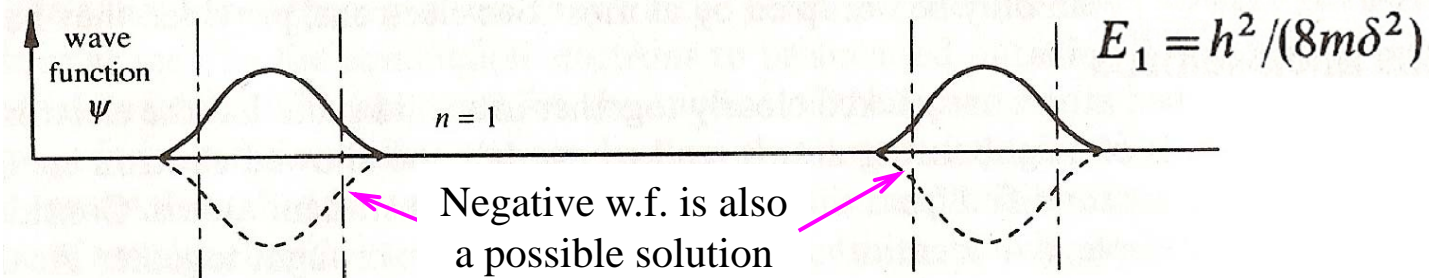 wave
function
ψ
n = 1
E₁ = h²/(8mδ²)
Negative w.f. is also
a possible solution